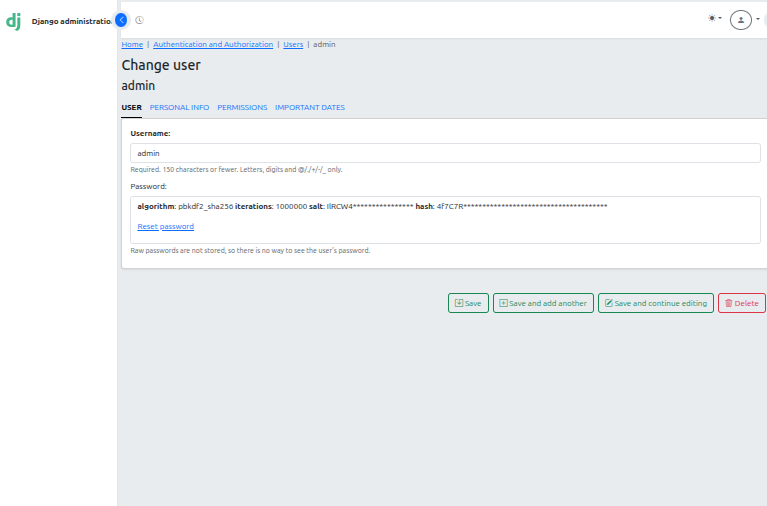 dj Django administratio
Home | Authentication and Authorization | Users | admin
Change user
admin
USER PERSONAL INFO PERMISSIONS IMPORTANT DATES
Username:
admin
Required. 150 characters or fewer. Letters, digits and @/./+/-/_ only.
Password:
algorithm: pbkdf2_sha256 iterations: 1000000 salt: IlRCW4**************** hash: 4f7C7R**************************************
Reset password
Raw passwords are not stored, so there is no way to see the user's password.
Save Save and add another Save and continue editing Delete